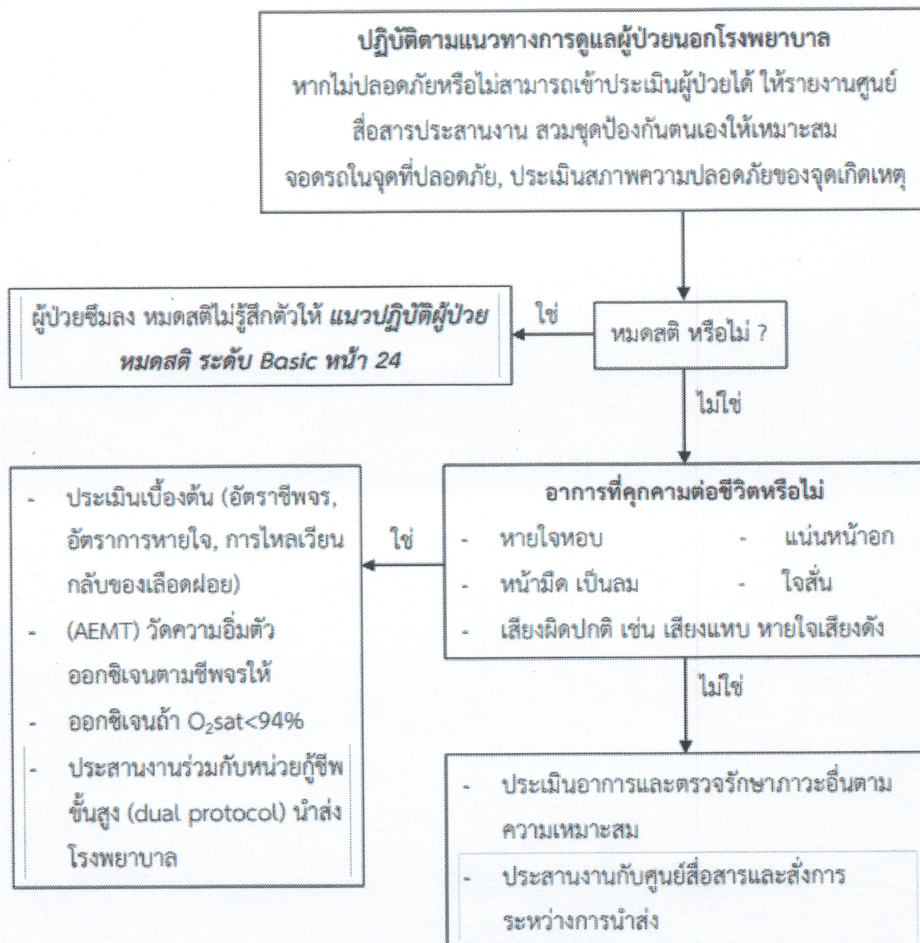 ปฏิบัติตามแนวทางการดูแลผู้ป่วยนอกโรงพยาบาล
หากไม่ปลอดภัยหรือไม่สามารถเข้าประเมินผู้ป่วยได้ ให้รายงานศูนย์
สื่อสารประสานงาน สวมชุดป้องกันตนเองให้เหมาะสม
จอดรถในจุดที่ปลอดภัย, ประเมินสภาพความปลอดภัยของจุดเกิดเหตุ
หมดสติ หรือไม่ ?
ใช่
ผู้ป่วยซึมลง หมดสติไม่รู้สึกตัวให้ แนวปฏิบัติผู้ป่วย
หมดสติ ระดับ Basic หน้า 24
ไม่ใช่
อาการที่คุกคามต่อชีวิตหรือไม่
- หายใจหอบ - แน่นหน้าอก
- หน้ามืด เป็นลม - ใจสั่น
- เสียงผิดปกติ เช่น เสียงแหบ หายใจเสียงดัง
ใช่
- ประเมินเบื้องต้น (อัตราชีพจร,
อัตราการหายใจ, การไหลเวียน
กลับของเลือดฝอย)
- (AEMT) วัดความอิ่มตัว
ออกซิเจนตามชีพจรให้
- ออกซิเจนถ้า O₂sat<94%
- ประสานงานร่วมกับหน่วยกู้ชีพ
ขั้นสูง (dual protocol) นำส่ง
โรงพยาบาล
ไม่ใช่
- ประเมินอาการและตรวจรักษาภาวะอื่นตาม
ความเหมาะสม
- ประสานงานกับศูนย์สื่อสารและสั่งการ
ระหว่างการนำส่ง